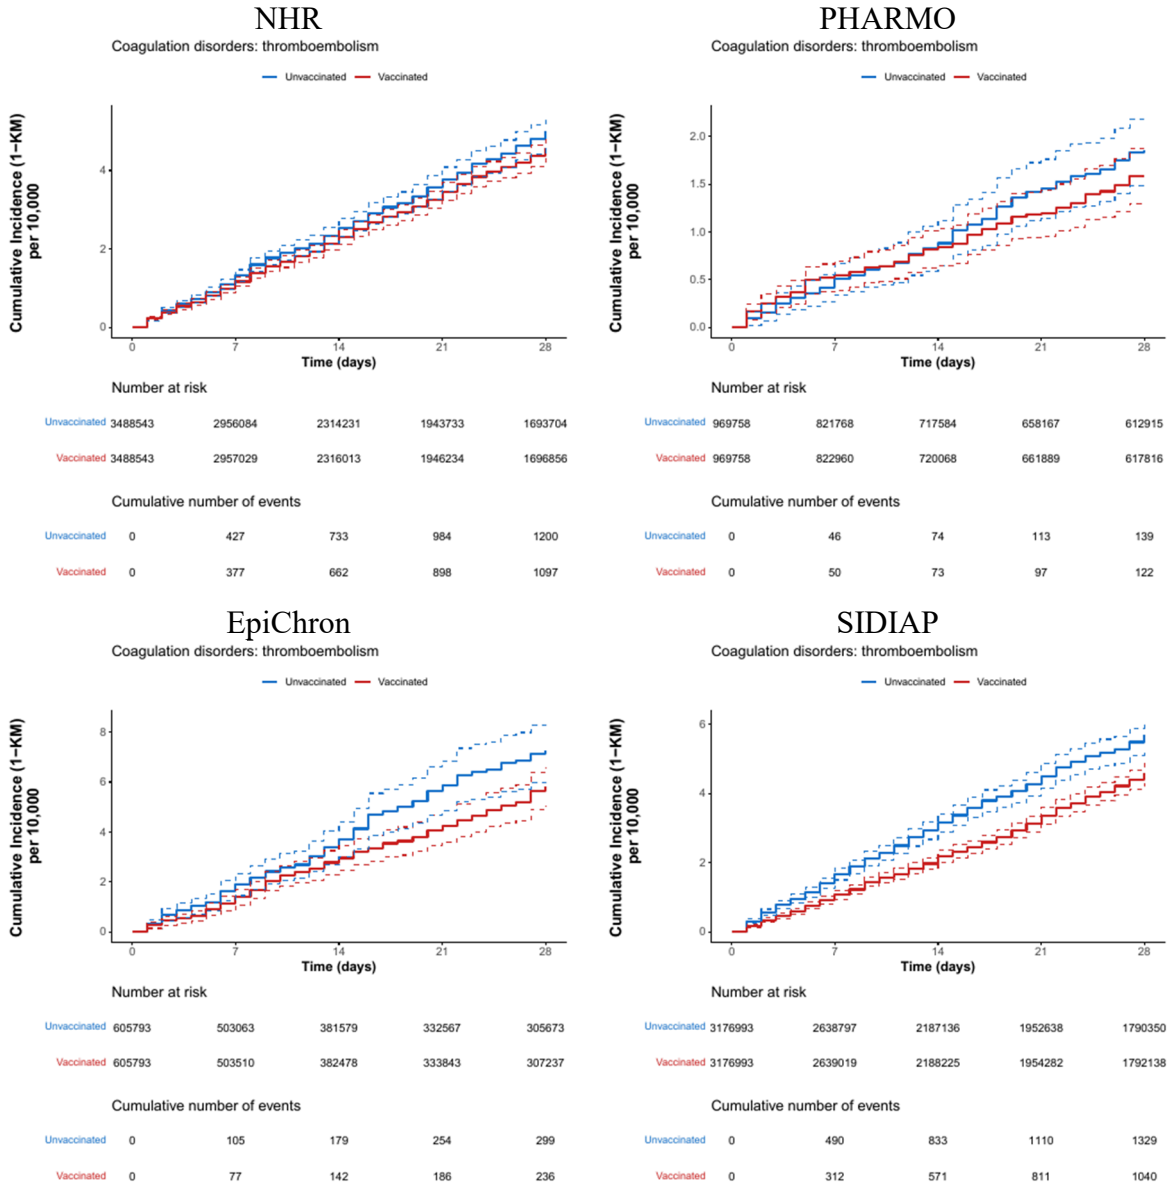 NHR
Coagulation disorders: thromboembolism
Unvaccinated Vaccinated
Cumulative Incidence (1−KM)
per 10,000
4
2
0
0 7 14 21 28
Time (days)
Number at risk
Unvaccinated 3488543 2956084 2314231 1943733 1693704
Vaccinated 3488543 2957029 2316013 1946234 1696856
Cumulative number of events
Unvaccinated 0 427 733 984 1200
Vaccinated 0 377 662 898 1097
PHARMO
Coagulation disorders: thromboembolism
Unvaccinated Vaccinated
Cumulative Incidence (1−KM)
per 10,000
2.0
1.5
1.0
0.5
0.0
0 7 14 21 28
Time (days)
Number at risk
Unvaccinated 969758 821768 717584 658167 612915
Vaccinated 969758 822960 720068 661889 617816
Cumulative number of events
Unvaccinated 0 46 74 113 139
Vaccinated 0 50 73 97 122
EpiChron
Coagulation disorders: thromboembolism
Unvaccinated Vaccinated
Cumulative Incidence (1−KM)
per 10,000
8
6
4
2
0
0 7 14 21 28
Time (days)
Number at risk
Unvaccinated 605793 503063 381579 332567 305673
Vaccinated 605793 503510 382478 333843 307237
Cumulative number of events
Unvaccinated 0 105 179 254 299
Vaccinated 0 77 142 186 236
SIDIAP
Coagulation disorders: thromboembolism
Unvaccinated Vaccinated
Cumulative Incidence (1−KM)
per 10,000
6
4
2
0
0 7 14 21 28
Time (days)
Number at risk
Unvaccinated 3176993 2638797 2187136 1952638 1790350
Vaccinated 3176993 2639019 2188225 1954282 1792138
Cumulative number of events
Unvaccinated 0 490 833 1110 1329
Vaccinated 0 312 571 811 1040